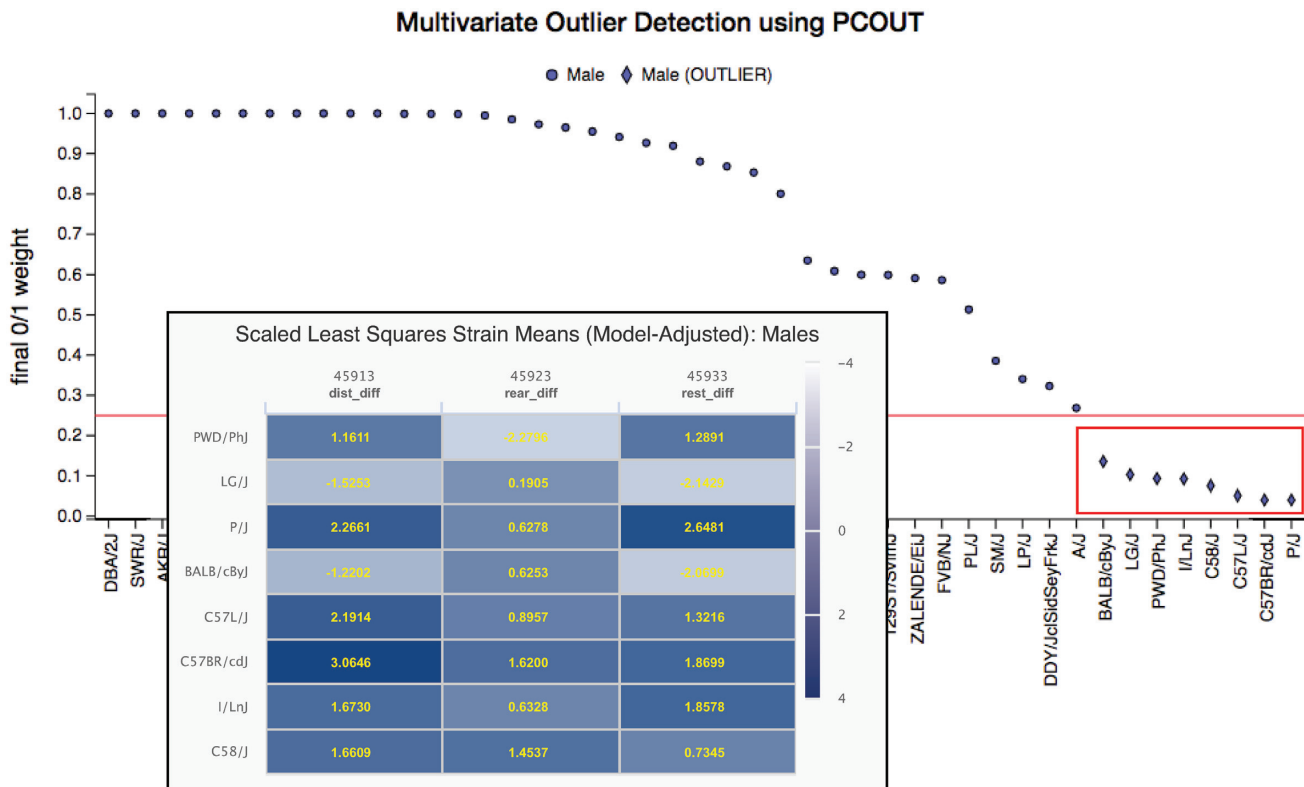 Multivariate Outlier Detection using PCOUT
Male Male (OUTLIER)
final 0/1 weight
1.0
0.9
0.8
0.7
0.6
0.5
0.4
0.3
0.2
0.1
0.0
Scaled Least Squares Strain Means (Model-Adjusted): Males
45913 45923 45933
dist_diff rear_diff rest_diff
PWD/PhJ 1.1611 1.2891
LG/J -1.5253 0.1905 -2.1420
P/J 2.2661 0.6278 2.6481
BALB/cByJ -1.2202 0.6253 -2.0699
C57L/J 2.1914 0.8957 1.3216
C57BR/cdJ 3.0646 1.6200 1.8699
I/LnJ 1.6730 0.6328 1.8578
C58/J 1.6609 1.4537 0.7345
-4
-2
0
2
4
DBA/2J
SWR/J
AKR/J
ZALENDE/EiJ
FVB/NJ
PL/J
SM/J
LP/J
DDY/JclSidSeyFrkJ
A/J
BALB/cByJ
LG/J
PWD/PhJ
I/LnJ
C58/J
C57L/J
C57BR/cdJ
P/J